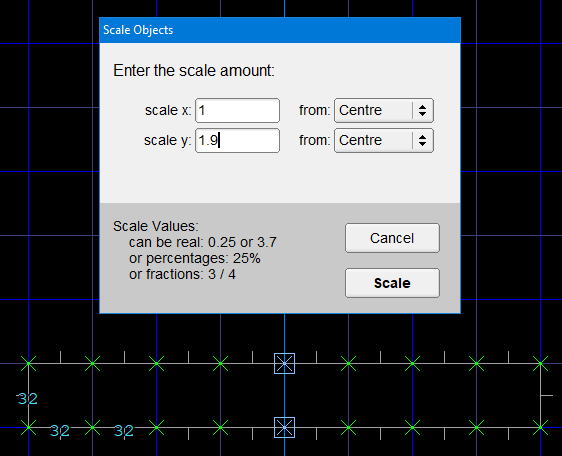 Scale Objects
Enter the scale amount:
scale x: 1 from: Centre
scale y: 1.9 from: Centre
Scale Values:
can be real: 0.25 or 3.7
or percentages: 25%
or fractions: 3 / 4
Cancel
Scale
32
32 32